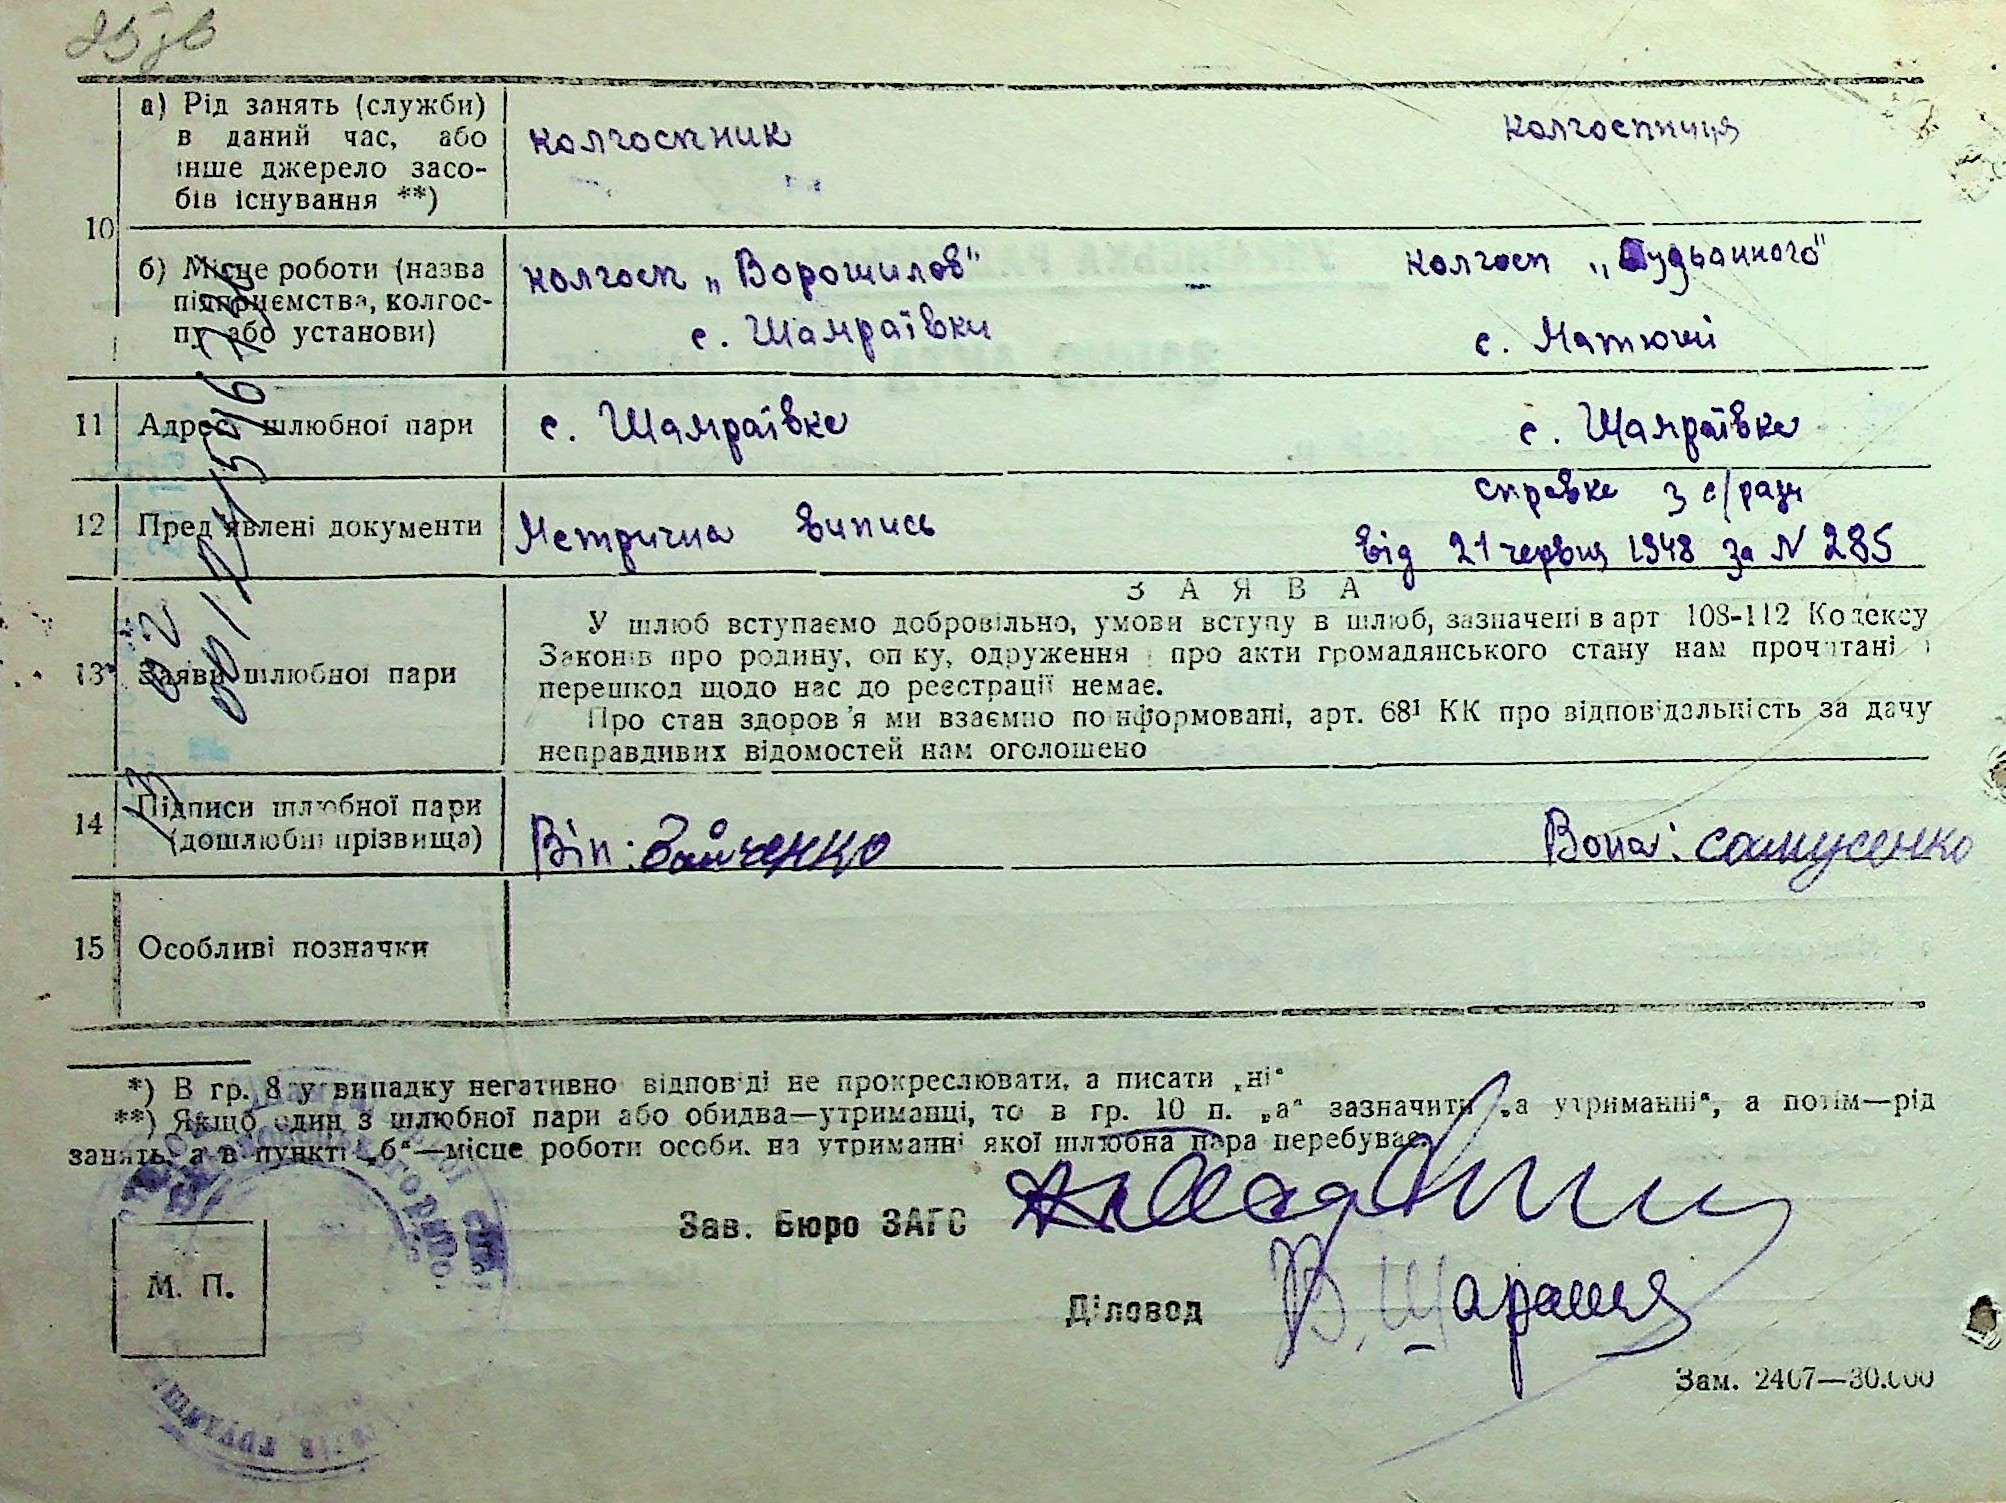 а) Рід занять (служби) в даний час, або інше джерело засобів існування **)
колгоспник
колгоспниця
10
б) Місце роботи (назва підприємства, колгоспу або установи)
колгосп „Ворошилов"
с. Шамраївки
колгосп „Будьонного"
с. Матюші
11 Адреса шлюбної пари
с. Шамраївка
с. Шамраївка
12 Пред'явлені документи
Метрична випись
справка з с/ради
від 21 червня 1948 за N 285
13 Заяви шлюбної пари
ЗАЯВА
У шлюб вступаємо добровільно, умови вступу в шлюб, зазначені в арт 108-112 Кодексу
Законів про родину, опіку, одруження і про акти громадянського стану нам прочитані і
перешкод щодо нас до реєстрації немає.
Про стан здоров'я ми взаємно поінформовані, арт. 68¹ КК про відповідальність за дачу
неправдивих відомостей нам оголошено
14 Підписи шлюбної пари (дошлюбні прізвища)
Він: Зайченко
Вона: Самусенко
15 Особливі позначки
*) В гр. 8 у випадку негативної відповіді не прокреслювати, а писати „ні"
**) Якщо один з шлюбної пари або обидва—утриманці, то в гр. 10 п. „а" зазначити „а утриманні", а потім—рід
занять, а в пункті „б"—місце роботи особи, на утриманні якої шлюбна пара перебуває.
Зав. Бюро ЗАГС
М. П.
Діловод
Зам. 2407—30.000